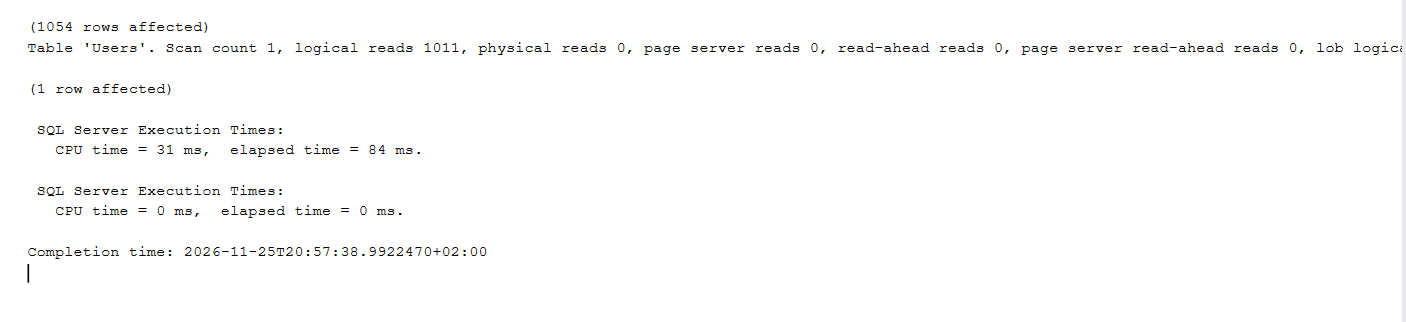 (1054 rows affected)
Table 'Users'. Scan count 1, logical reads 1011, physical reads 0, page server reads 0, read-ahead reads 0, page server read-ahead reads 0, lob
(1 row affected)
SQL Server Execution Times:
CPU time = 31 ms, elapsed time = 84 ms.
SQL Server Execution Times:
CPU time = 0 ms, elapsed time = 0 ms.
Completion time: 2026-11-25T20:57:38.9922470+02:00